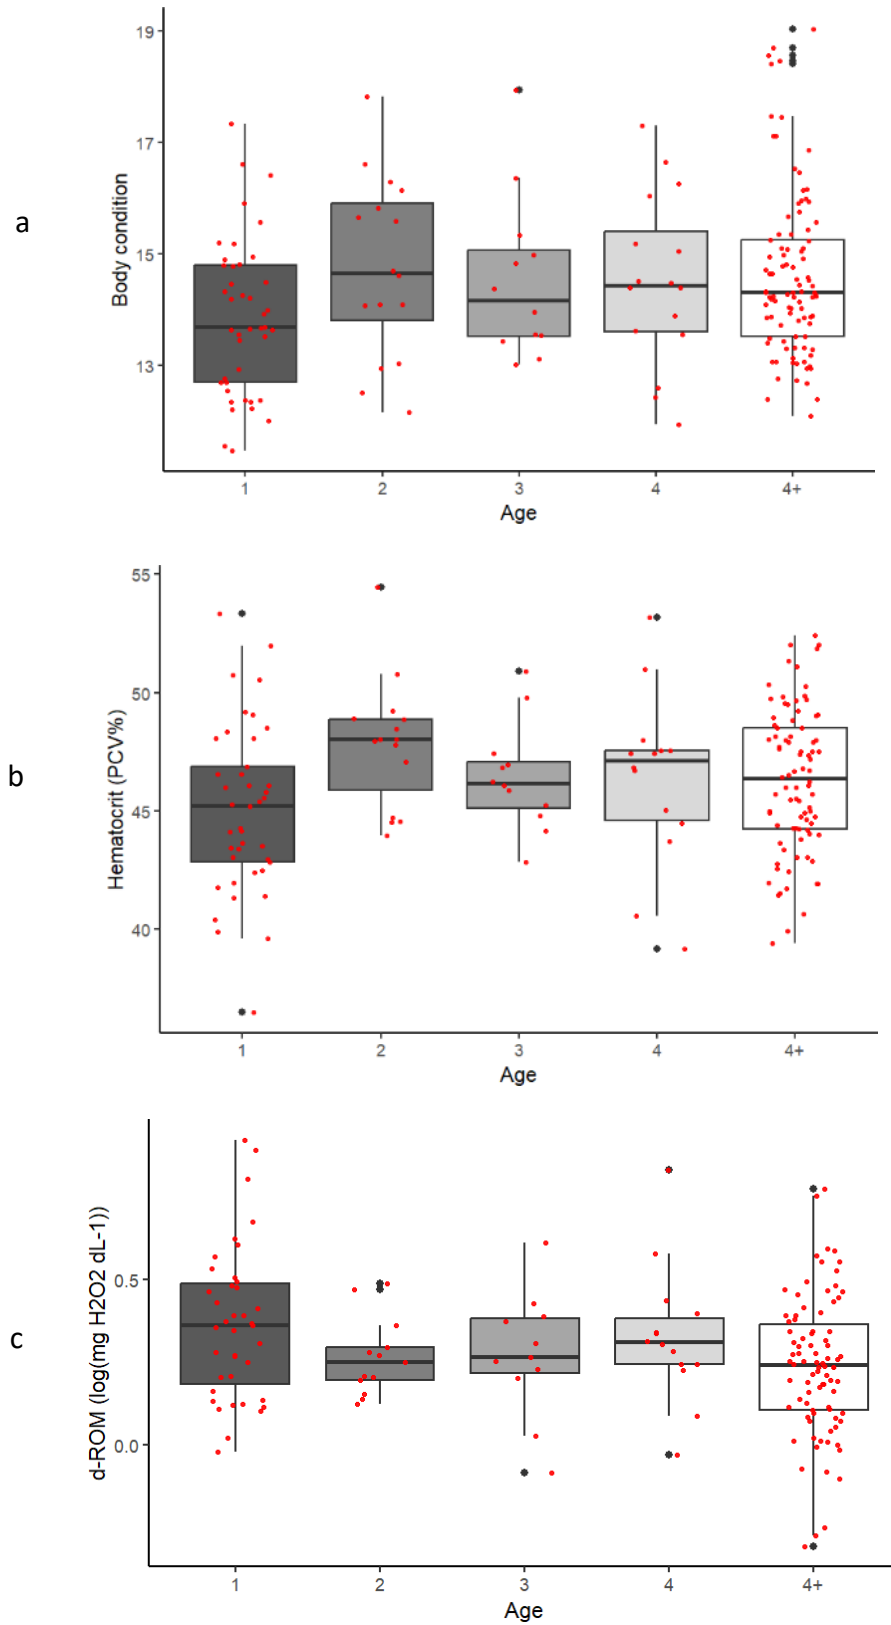 a
Body condition
19
17
15
13
1 2 3 4 4+
Age
b
Hematocrit (PCV%)
55
50
45
40
1 2 3 4 4+
Age
c
d-ROM (log(mg H2O2 dL-1))
0.5
0.0
1 2 3 4 4+
Age